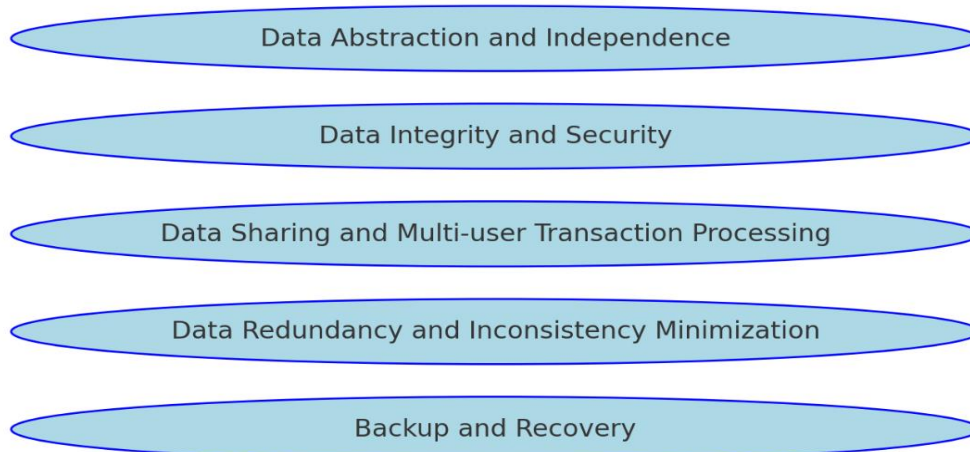 Data Abstraction and Independence
Data Integrity and Security
Data Sharing and Multi-user Transaction Processing
Data Redundancy and Inconsistency Minimization
Backup and Recovery